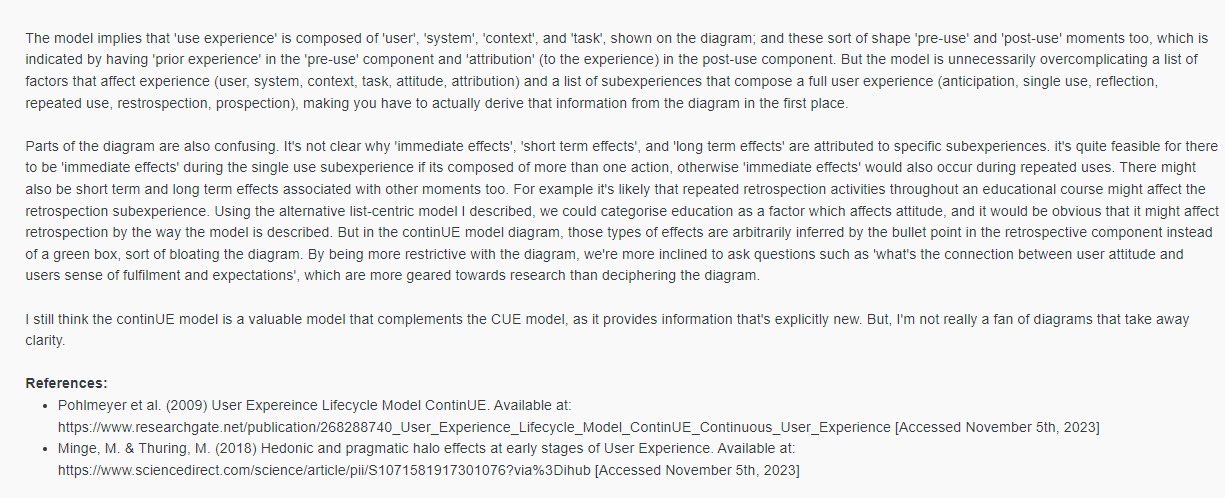 The model implies that 'use experience' is composed of 'user', 'system', 'context', and 'task', shown on the diagram; and these sort of shape 'pre-use' and 'post-use' moments too, which is
indicated by having 'prior experience' in the 'pre-use' component and 'attribution' (to the experience) in the post-use component. But the model is unnecessarily overcomplicating a list of
factors that affect experience (user, system, context, task, attitude, attribution) and a list of subexperiences that compose a full user experience (anticipation, single use, reflection,
repeated use, restrospection, prospection), making you have to actually derive that information from the diagram in the first place.
Parts of the diagram are also confusing. It's not clear why 'immediate effects', 'short term effects', and 'long term effects' are attributed to specific subexperiences. it's quite feasible for there
to be 'immediate effects' during the single use subexperience if its composed of more than one action, otherwise 'immediate effects' would also occur during repeated uses. There might
also be short term and long term effects associated with other moments too. For example it's likely that repeated retrospection activities throughout an educational course might affect the
retrospection subexperience. Using the alternative list-centric model I described, we could categorise education as a factor which affects attitude, and it would be obvious that it might affect
retrospection by the way the model is described. But in the continUE model diagram, those types of effects are arbitrarily inferred by the bullet point in the retrospective component instead
of a green box, sort of bloating the diagram. By being more restrictive with the diagram, we're more inclined to ask questions such as 'what's the connection between user attitude and
users sense of fulfilment and expectations', which are more geared towards research than deciphering the diagram.
I still think the continUE model is a valuable model that complements the CUE model, as it provides information that's explicitly new. But, I'm not really a fan of diagrams that take away
clarity.
References:
• Pohlmeyer et al. (2009) User Expereince Lifecycle Model ContinUE. Available at:
https://www.researchgate.net/publication/268288740_User_Experience_Lifecycle_Model_ContinUE_Continuous_User_Experience [Accessed November 5th, 2023]
• Minge, M. & Thuring, M. (2018) Hedonic and pragmatic halo effects at early stages of User Experience. Available at:
https://www.sciencedirect.com/science/article/pii/S1071581917301076?via%3Dihub [Accessed November 5th, 2023]